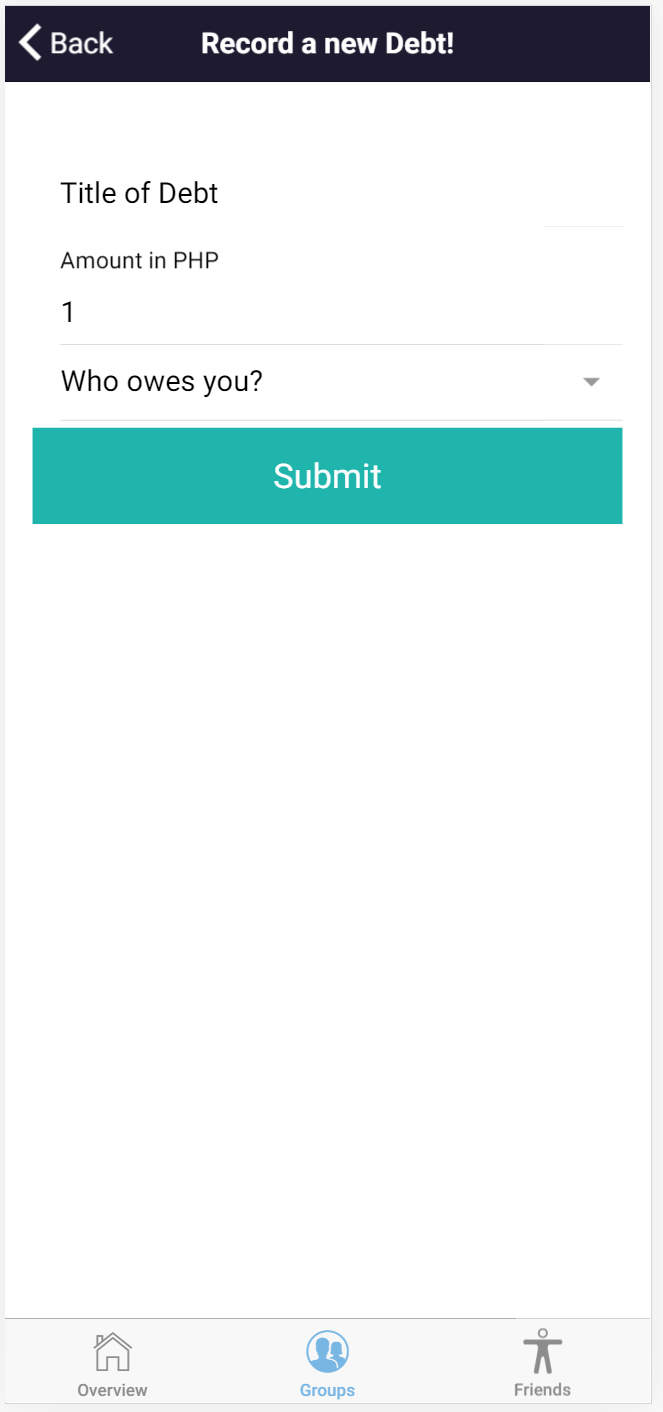 Back
Record a new Debt!
Title of Debt
Amount in PHP
1
Who owes you?
Submit
Overview
Groups
Friends